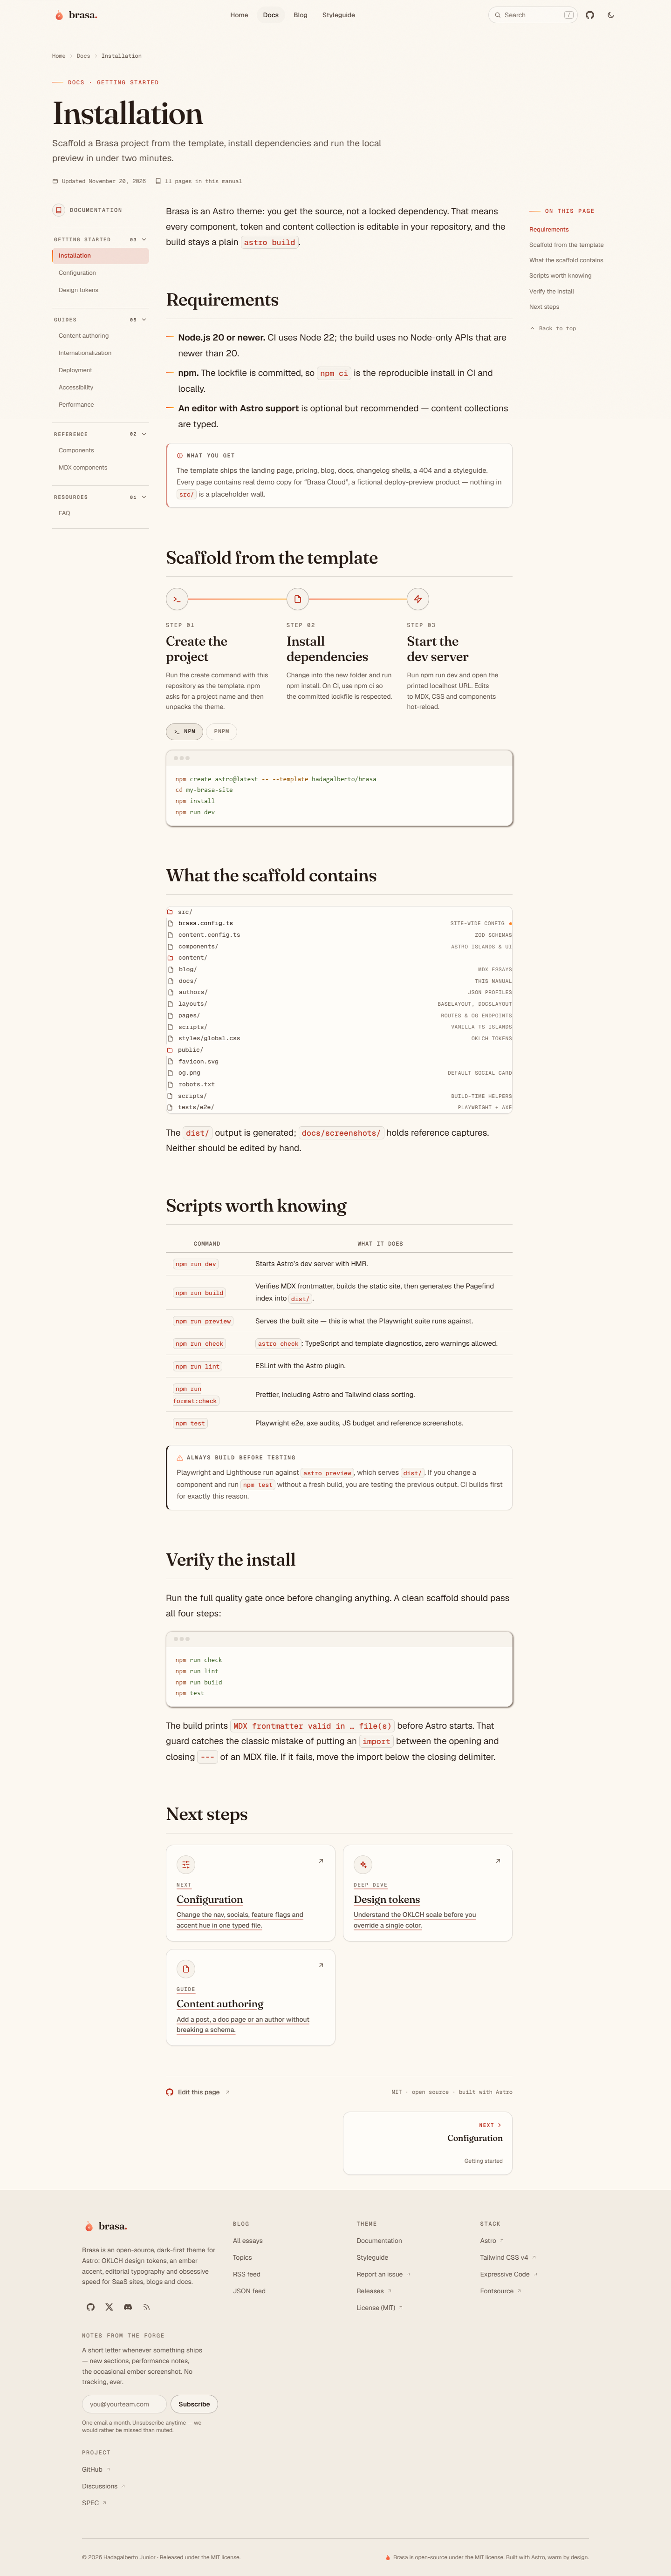 brasa.
Home
Docs
Blog
Styleguide
Search
/
Home
Docs
Installation
DOCS · GETTING STARTED
Installation
Scaffold a Brasa project from the template, install dependencies and run the local
preview in under two minutes.
Updated November 20, 2026
11 pages in this manual
DOCUMENTATION
GETTING STARTED 03
Installation
Configuration
Design tokens
GUIDES 05
Content authoring
Internationalization
Deployment
Accessibility
Performance
REFERENCE 02
Components
MDX components
RESOURCES 01
FAQ
Brasa is an Astro theme: you get the source, not a locked dependency. That means
every component, token and content collection is editable in your repository, and the
build stays a plain astro build.
Requirements
Node.js 20 or newer. CI uses Node 22; the build uses no Node-only APIs that are
newer than 20.
npm. The lockfile is committed, so npm ci is the reproducible install in CI and
locally.
An editor with Astro support is optional but recommended — content collections
are typed.
WHAT YOU GET
The template ships the landing page, pricing, blog, docs, changelog shells, a 404 and a styleguide.
Every page contains real demo copy for “Brasa Cloud”, a fictional deploy-preview product — nothing in
src/ is a placeholder wall.
Scaffold from the template
STEP 01
Create the
project
Run the create command with this
repository as the template. npm
asks for a project name and then
unpacks the theme.
STEP 02
Install
dependencies
Change into the new folder and run
npm install. On CI, use npm ci so
the committed lockfile is respected.
STEP 03
Start the
dev server
Run npm run dev and open the
printed localhost URL. Edits
to MDX, CSS and components
hot-reload.
NPM
PNPM
npm create astro@latest -- --template hadagalberto/brasa
cd my-brasa-site
npm install
npm run dev
What the scaffold contains
src/
brasa.config.ts SITE-WIDE CONFIG
content.config.ts ZOD SCHEMAS
components/ ASTRO ISLANDS & UI
content/
blog/ MDX ESSAYS
docs/ THIS MANUAL
authors/ JSON PROFILES
layouts/ BASELAYOUT, DOCSLAYOUT
pages/ ROUTES & OG ENDPOINTS
scripts/ VANILLA TS ISLANDS
styles/global.css OKLCH TOKENS
public/
favicon.svg
og.png DEFAULT SOCIAL CARD
robots.txt
scripts/ BUILD-TIME HELPERS
tests/e2e/ PLAYWRIGHT + AXE
The dist/ output is generated; docs/screenshots/ holds reference captures.
Neither should be edited by hand.
Scripts worth knowing
COMMAND WHAT IT DOES
npm run dev Starts Astro's dev server with HMR.
npm run build Verifies MDX frontmatter, builds the static site, then generates the Pagefind
index into dist/.
npm run preview Serves the built site — this is what the Playwright suite runs against.
npm run check astro check: TypeScript and template diagnostics, zero warnings allowed.
npm run lint ESLint with the Astro plugin.
npm run
format:check Prettier, including Astro and Tailwind class sorting.
npm test Playwright e2e, axe audits, JS budget and reference screenshots.
ALWAYS BUILD BEFORE TESTING
Playwright and Lighthouse run against astro preview, which serves dist/. If you change a
component and run npm test without a fresh build, you are testing the previous output. CI builds first
for exactly this reason.
Verify the install
Run the full quality gate once before changing anything. A clean scaffold should pass
all four steps:
npm run check
npm run lint
npm run build
npm test
The build prints MDX frontmatter valid in … file(s) before Astro starts. That
guard catches the classic mistake of putting an import between the opening and
closing --- of an MDX file. If it fails, move the import below the closing delimiter.
Next steps
NEXT
Configuration
Change the nav, socials, feature flags and
accent hue in one typed file.
DEEP DIVE
Design tokens
Understand the OKLCH scale before you
override a single color.
GUIDE
Content authoring
Add a post, a doc page or an author without
breaking a schema.
Edit this page
MIT · open source · built with Astro
NEXT
Configuration
Getting started
ON THIS PAGE
Requirements
Scaffold from the template
What the scaffold contains
Scripts worth knowing
Verify the install
Next steps
Back to top
brasa.
Brasa is an open-source, dark-first theme for
Astro: OKLCH design tokens, an ember
accent, editorial typography and obsessive
speed for SaaS sites, blogs and docs.
NOTES FROM THE FORGE
A short letter whenever something ships
— new sections, performance notes,
the occasional ember screenshot. No
tracking, ever.
you@yourteam.com
Subscribe
One email a month. Unsubscribe anytime — we
would rather be missed than muted.
BLOG
All essays
Topics
RSS feed
JSON feed
THEME
Documentation
Styleguide
Report an issue
Releases
License (MIT)
STACK
Astro
Tailwind CSS v4
Expressive Code
Fontsource
PROJECT
GitHub
Discussions
SPEC
© 2026 Hadagalberto Junior · Released under the MIT license.
Brasa is open-source under the MIT license. Built with Astro, warm by design.